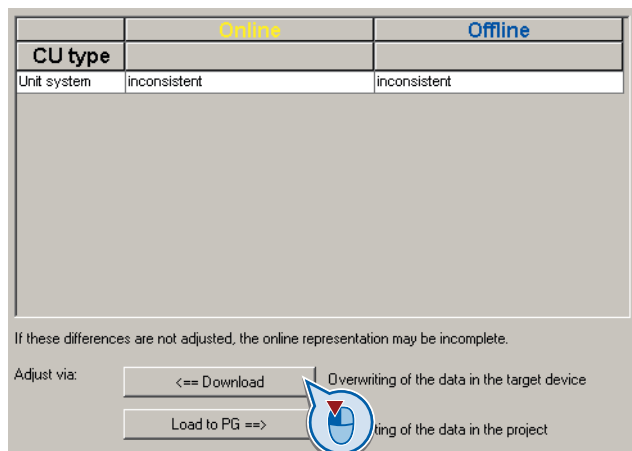 Online Offline
CU type
Unit system inconsistent inconsistent
If these differences are not adjusted, the online representation may be incomplete.
Adjust via: <== Download Overwriting of the data in the target device
Load to PG ==> ting of the data in the project